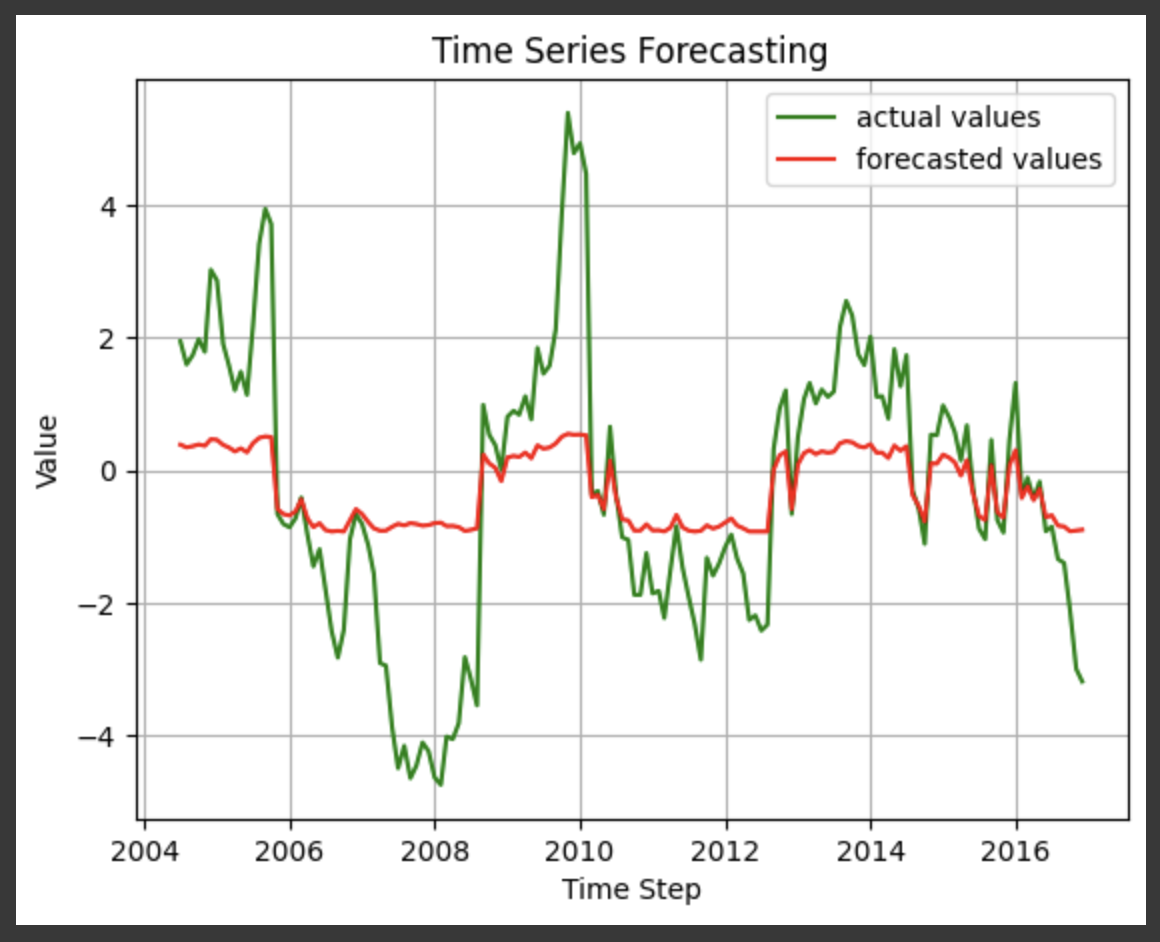 Time Series Forecasting
actual values
forecasted values
Value
4
2
0
−2
−4
2004 2006 2008 2010 2012 2014 2016
Time Step